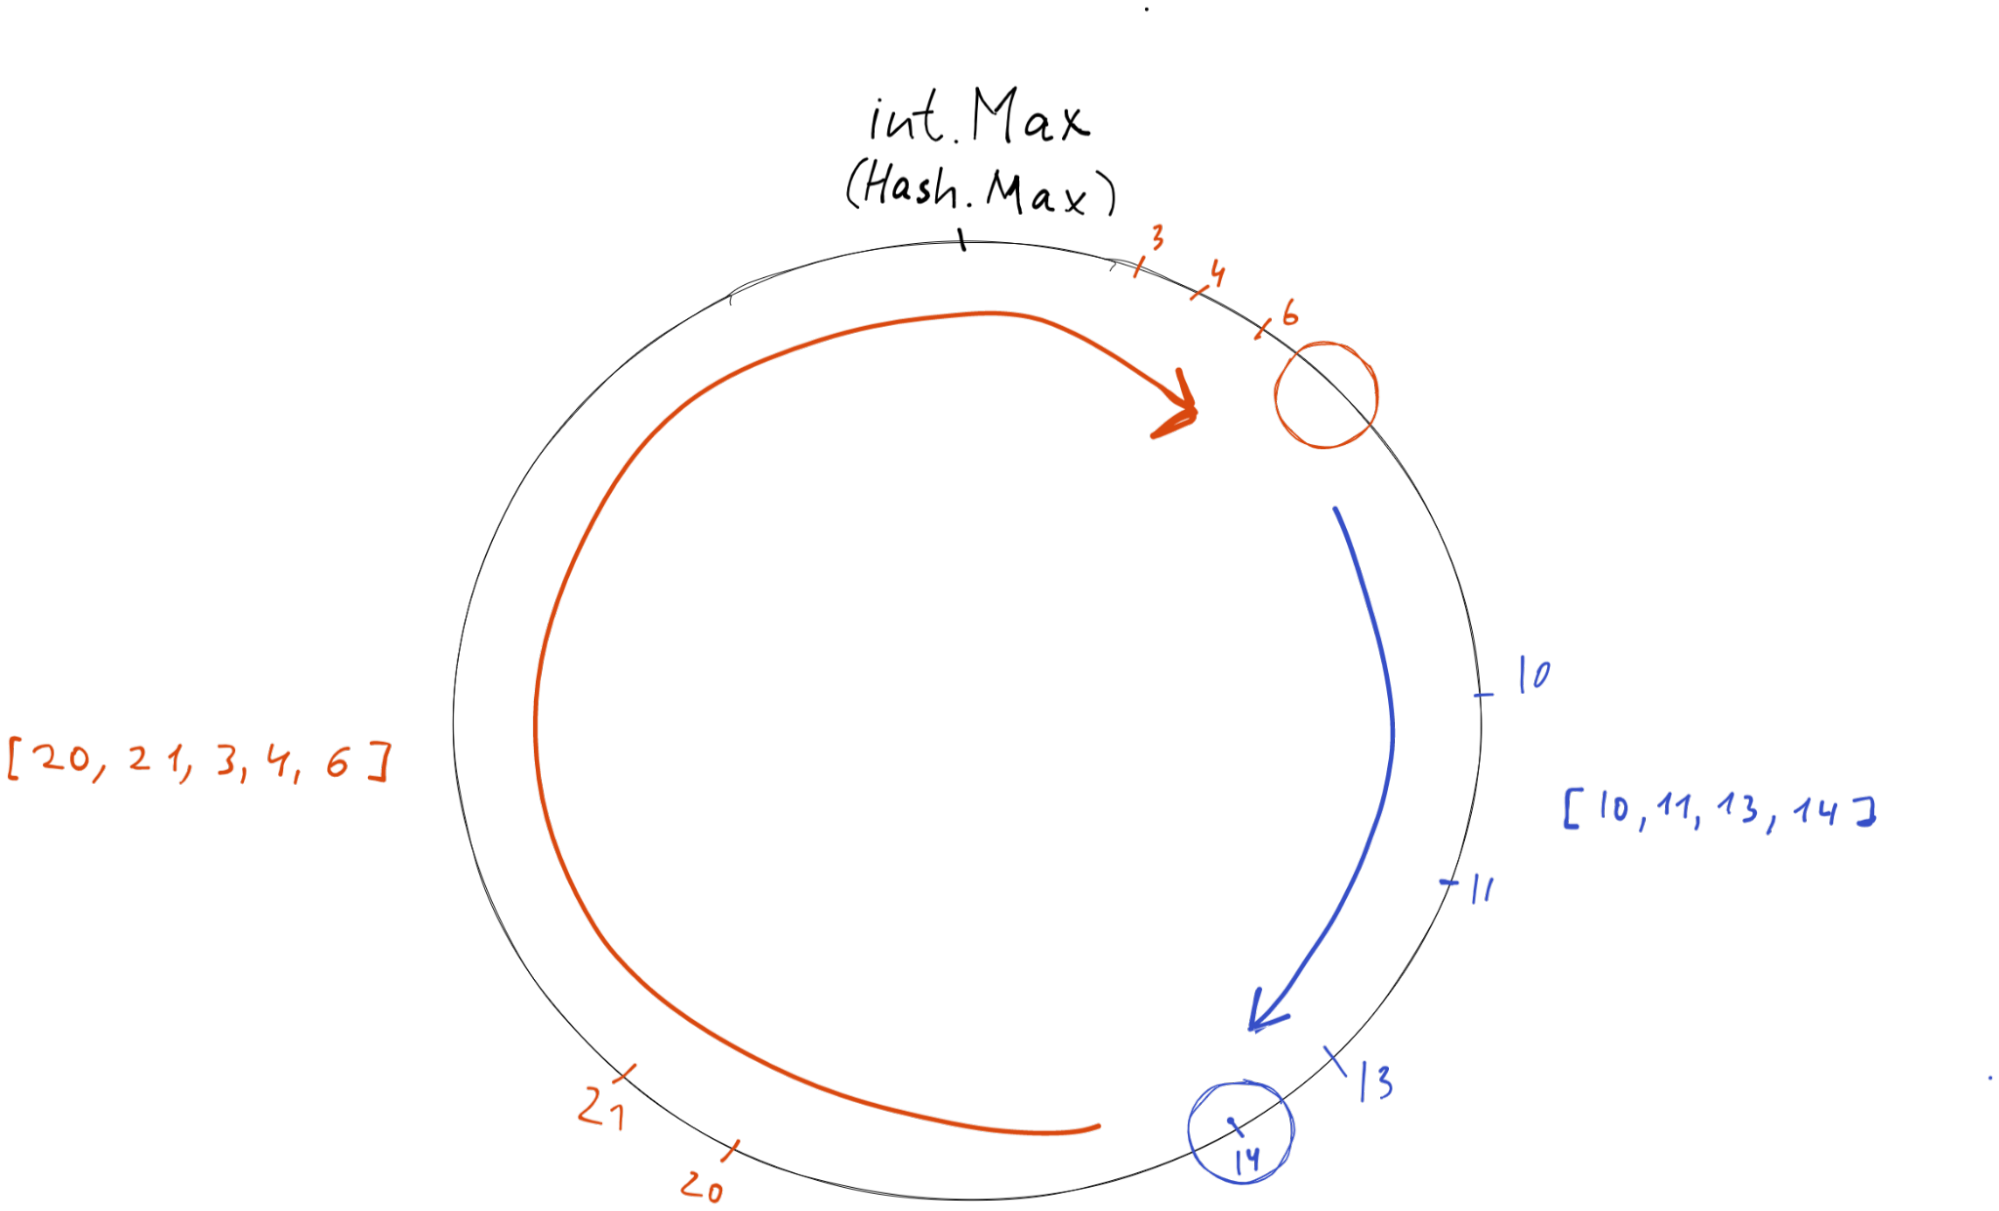 int.Max
(Hash.Max)
3
4
6
10
[20, 21, 3, 4, 6]
[10, 11, 13, 14]
11
13
21
14
20